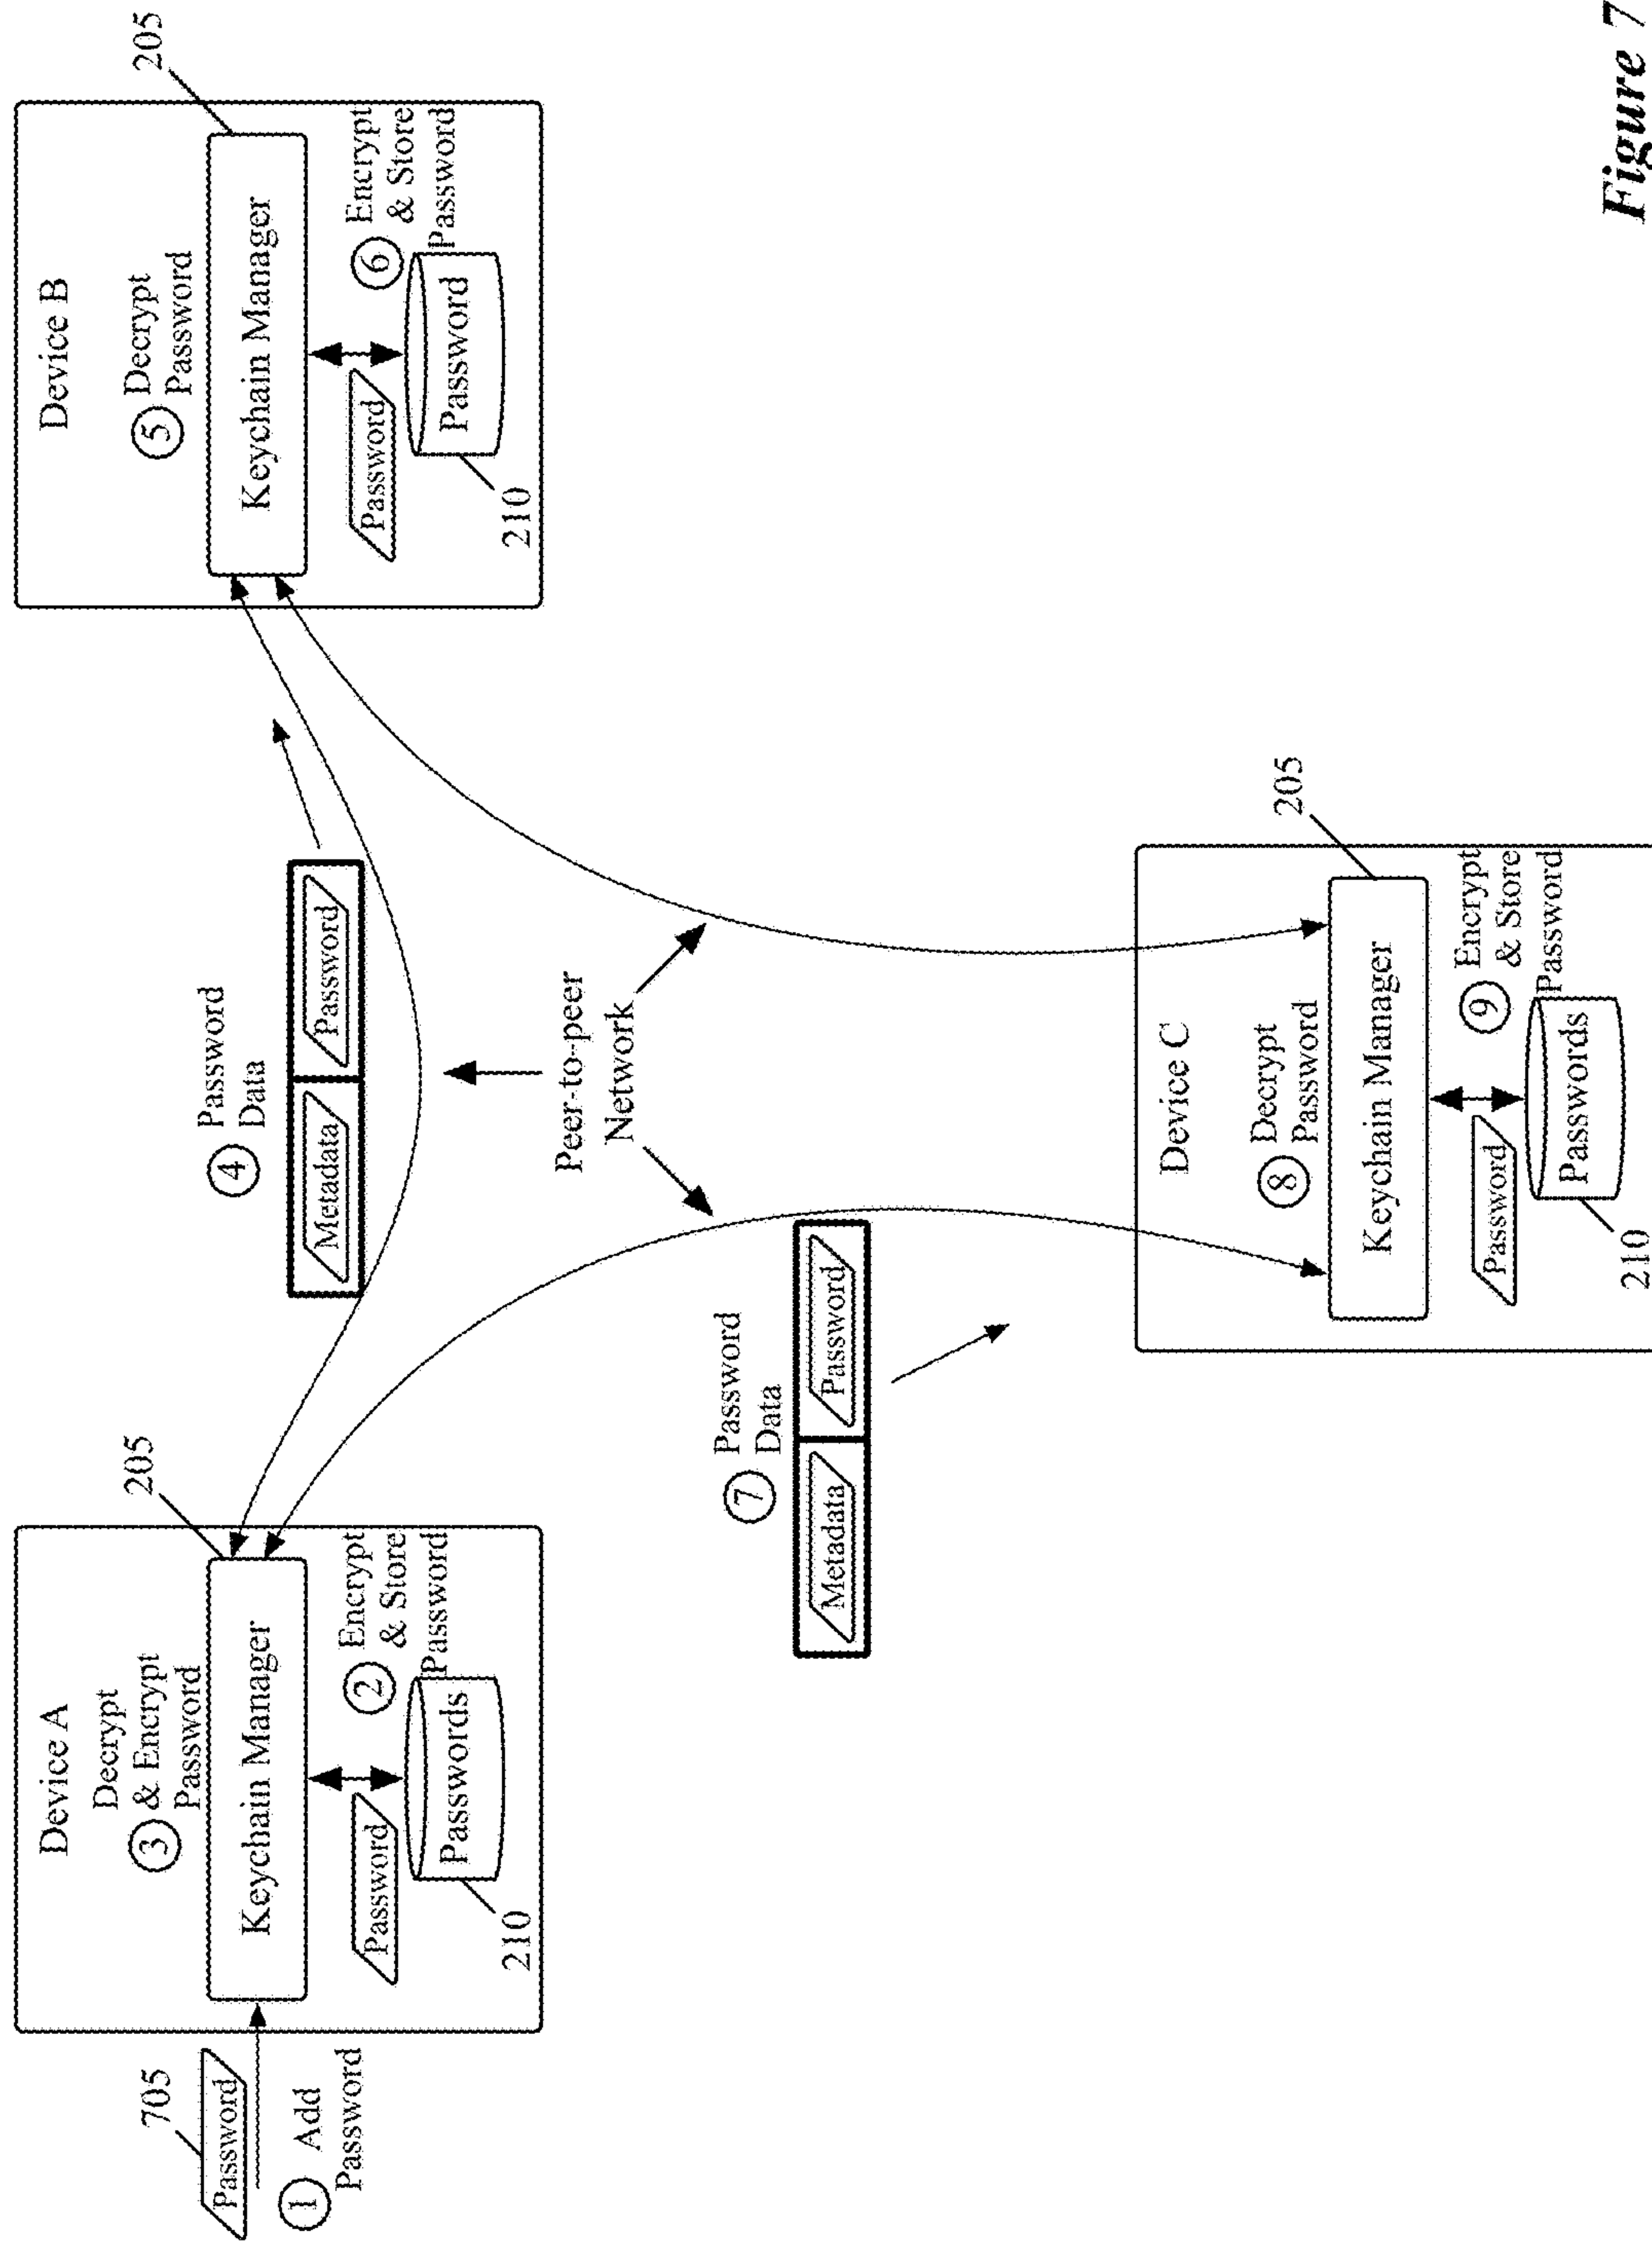 705
Password
1
Add
Password
Device A
Decrypt
3
& Encrypt
Password
205
Keychain Manager
Password
2
Encrypt
& Store
Password
Passwords
210
4
Password
Data
Metadata
Password
Peer-to-peer
Network
7
Password
Data
Metadata
Password
Device B
5
Decrypt
Password
205
Keychain Manager
Password
6
Encrypt
& Store
Password
Password
210
Device C
8
Decrypt
Password
205
Keychain Manager
Password
9
Encrypt
& Store
Password
Passwords
210
Figure 7